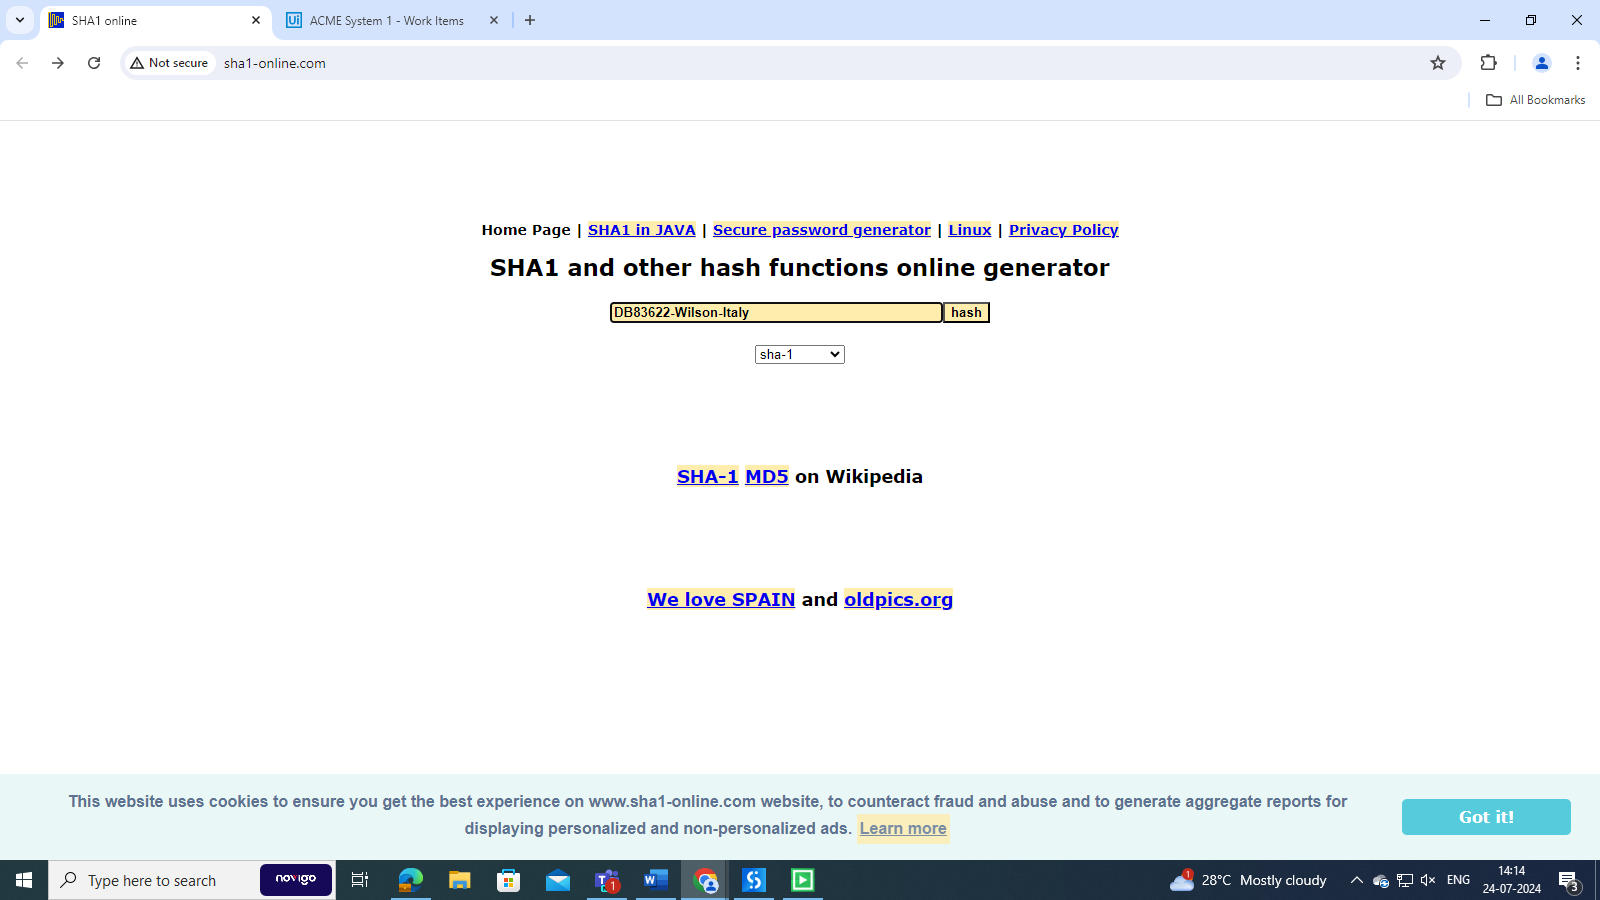 SHA1 online
ACME System 1 - Work Items
Not secure
sha1-online.com
All Bookmarks
Home Page | SHA1 in JAVA | Secure password generator | Linux | Privacy Policy
SHA1 and other hash functions online generator
DB83622-Wilson-Italy hash
sha-1
SHA-1 MD5 on Wikipedia
We love SPAIN and oldpics.org
This website uses cookies to ensure you get the best experience on www.sha1-online.com website, to counteract fraud and abuse and to generate aggregate reports for
displaying personalized and non-personalized ads. Learn more
Got it!
Type here to search
novigo
1
1
28°C Mostly cloudy
ENG
14:14
24-07-2024
3